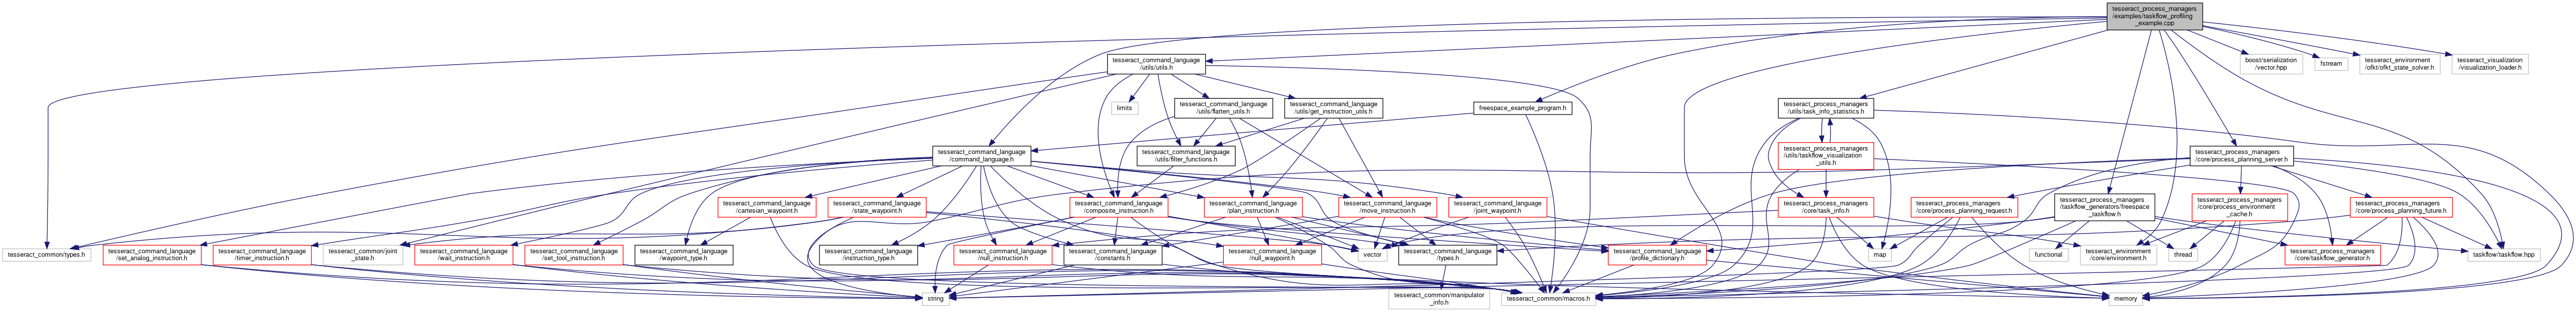 tesseract_process_managers
/examples/taskflow_profiling
_example.cpp
tesseract_command_language
/utils/utils.h
boost/serialization
/vector.hpp
fstream
tesseract_environment
/ofkt/ofkt_state_solver.h
tesseract_visualization
/visualization_loader.h
limits
tesseract_command_language
/utils/flatten_utils.h
tesseract_command_language
/utils/get_instruction_utils.h
freespace_example_program.h
tesseract_process_managers
/utils/task_info_statistics.h
tesseract_command_language
/command_language.h
tesseract_command_language
/utils/filter_functions.h
tesseract_process_managers
/utils/taskflow_visualization
_utils.h
tesseract_process_managers
/core/process_planning_server.h
tesseract_command_language
/cartesian_waypoint.h
tesseract_command_language
/state_waypoint.h
tesseract_command_language
/composite_instruction.h
tesseract_command_language
/plan_instruction.h
tesseract_command_language
/move_instruction.h
tesseract_command_language
/joint_waypoint.h
tesseract_process_managers
/core/task_info.h
tesseract_process_managers
/core/process_planning_request.h
tesseract_process_managers
/taskflow_generators/freespace
_taskflow.h
tesseract_process_managers
/core/process_environment
_cache.h
tesseract_process_managers
/core/process_planning_future.h
tesseract_common/types.h
tesseract_command_language
/set_analog_instruction.h
tesseract_command_language
/timer_instruction.h
tesseract_common/joint
_state.h
tesseract_command_language
/wait_instruction.h
tesseract_command_language
/set_tool_instruction.h
tesseract_command_language
/waypoint_type.h
tesseract_command_language
/instruction_type.h
tesseract_command_language
/null_instruction.h
tesseract_command_language
/constants.h
tesseract_command_language
/null_waypoint.h
vector
tesseract_command_language
/types.h
tesseract_command_language
/profile_dictionary.h
map
functional
tesseract_environment
/core/environment.h
thread
tesseract_process_managers
/core/taskflow_generator.h
taskflow/taskflow.hpp
string
tesseract_common/manipulator
_info.h
tesseract_common/macros.h
memory